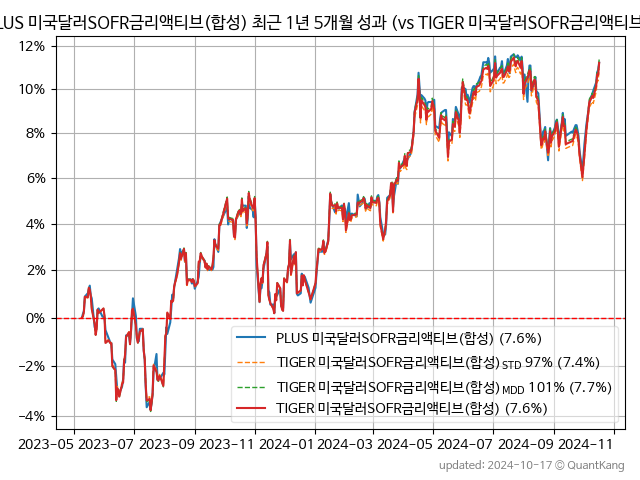 PLUS 미국달러SOFR금리액티브(합성) 최근 1년 5개월 성과 (vs TIGER 미국달러SOFR금리액티브
12%
10%
8%
6%
4%
2%
0%
−2%
−4%
PLUS 미국달러SOFR금리액티브(합성) (7.6%)
TIGER 미국달러SOFR금리액티브(합성) STD 97% (7.4%)
TIGER 미국달러SOFR금리액티브(합성) MDD 101% (7.7%)
TIGER 미국달러SOFR금리액티브(합성) (7.6%)
2023−05 2023−07 2023−09 2023−11 2024−01 2024−03 2024−05 2024−07 2024−09 2024−11
updated: 2024-10-17 © QuantKang